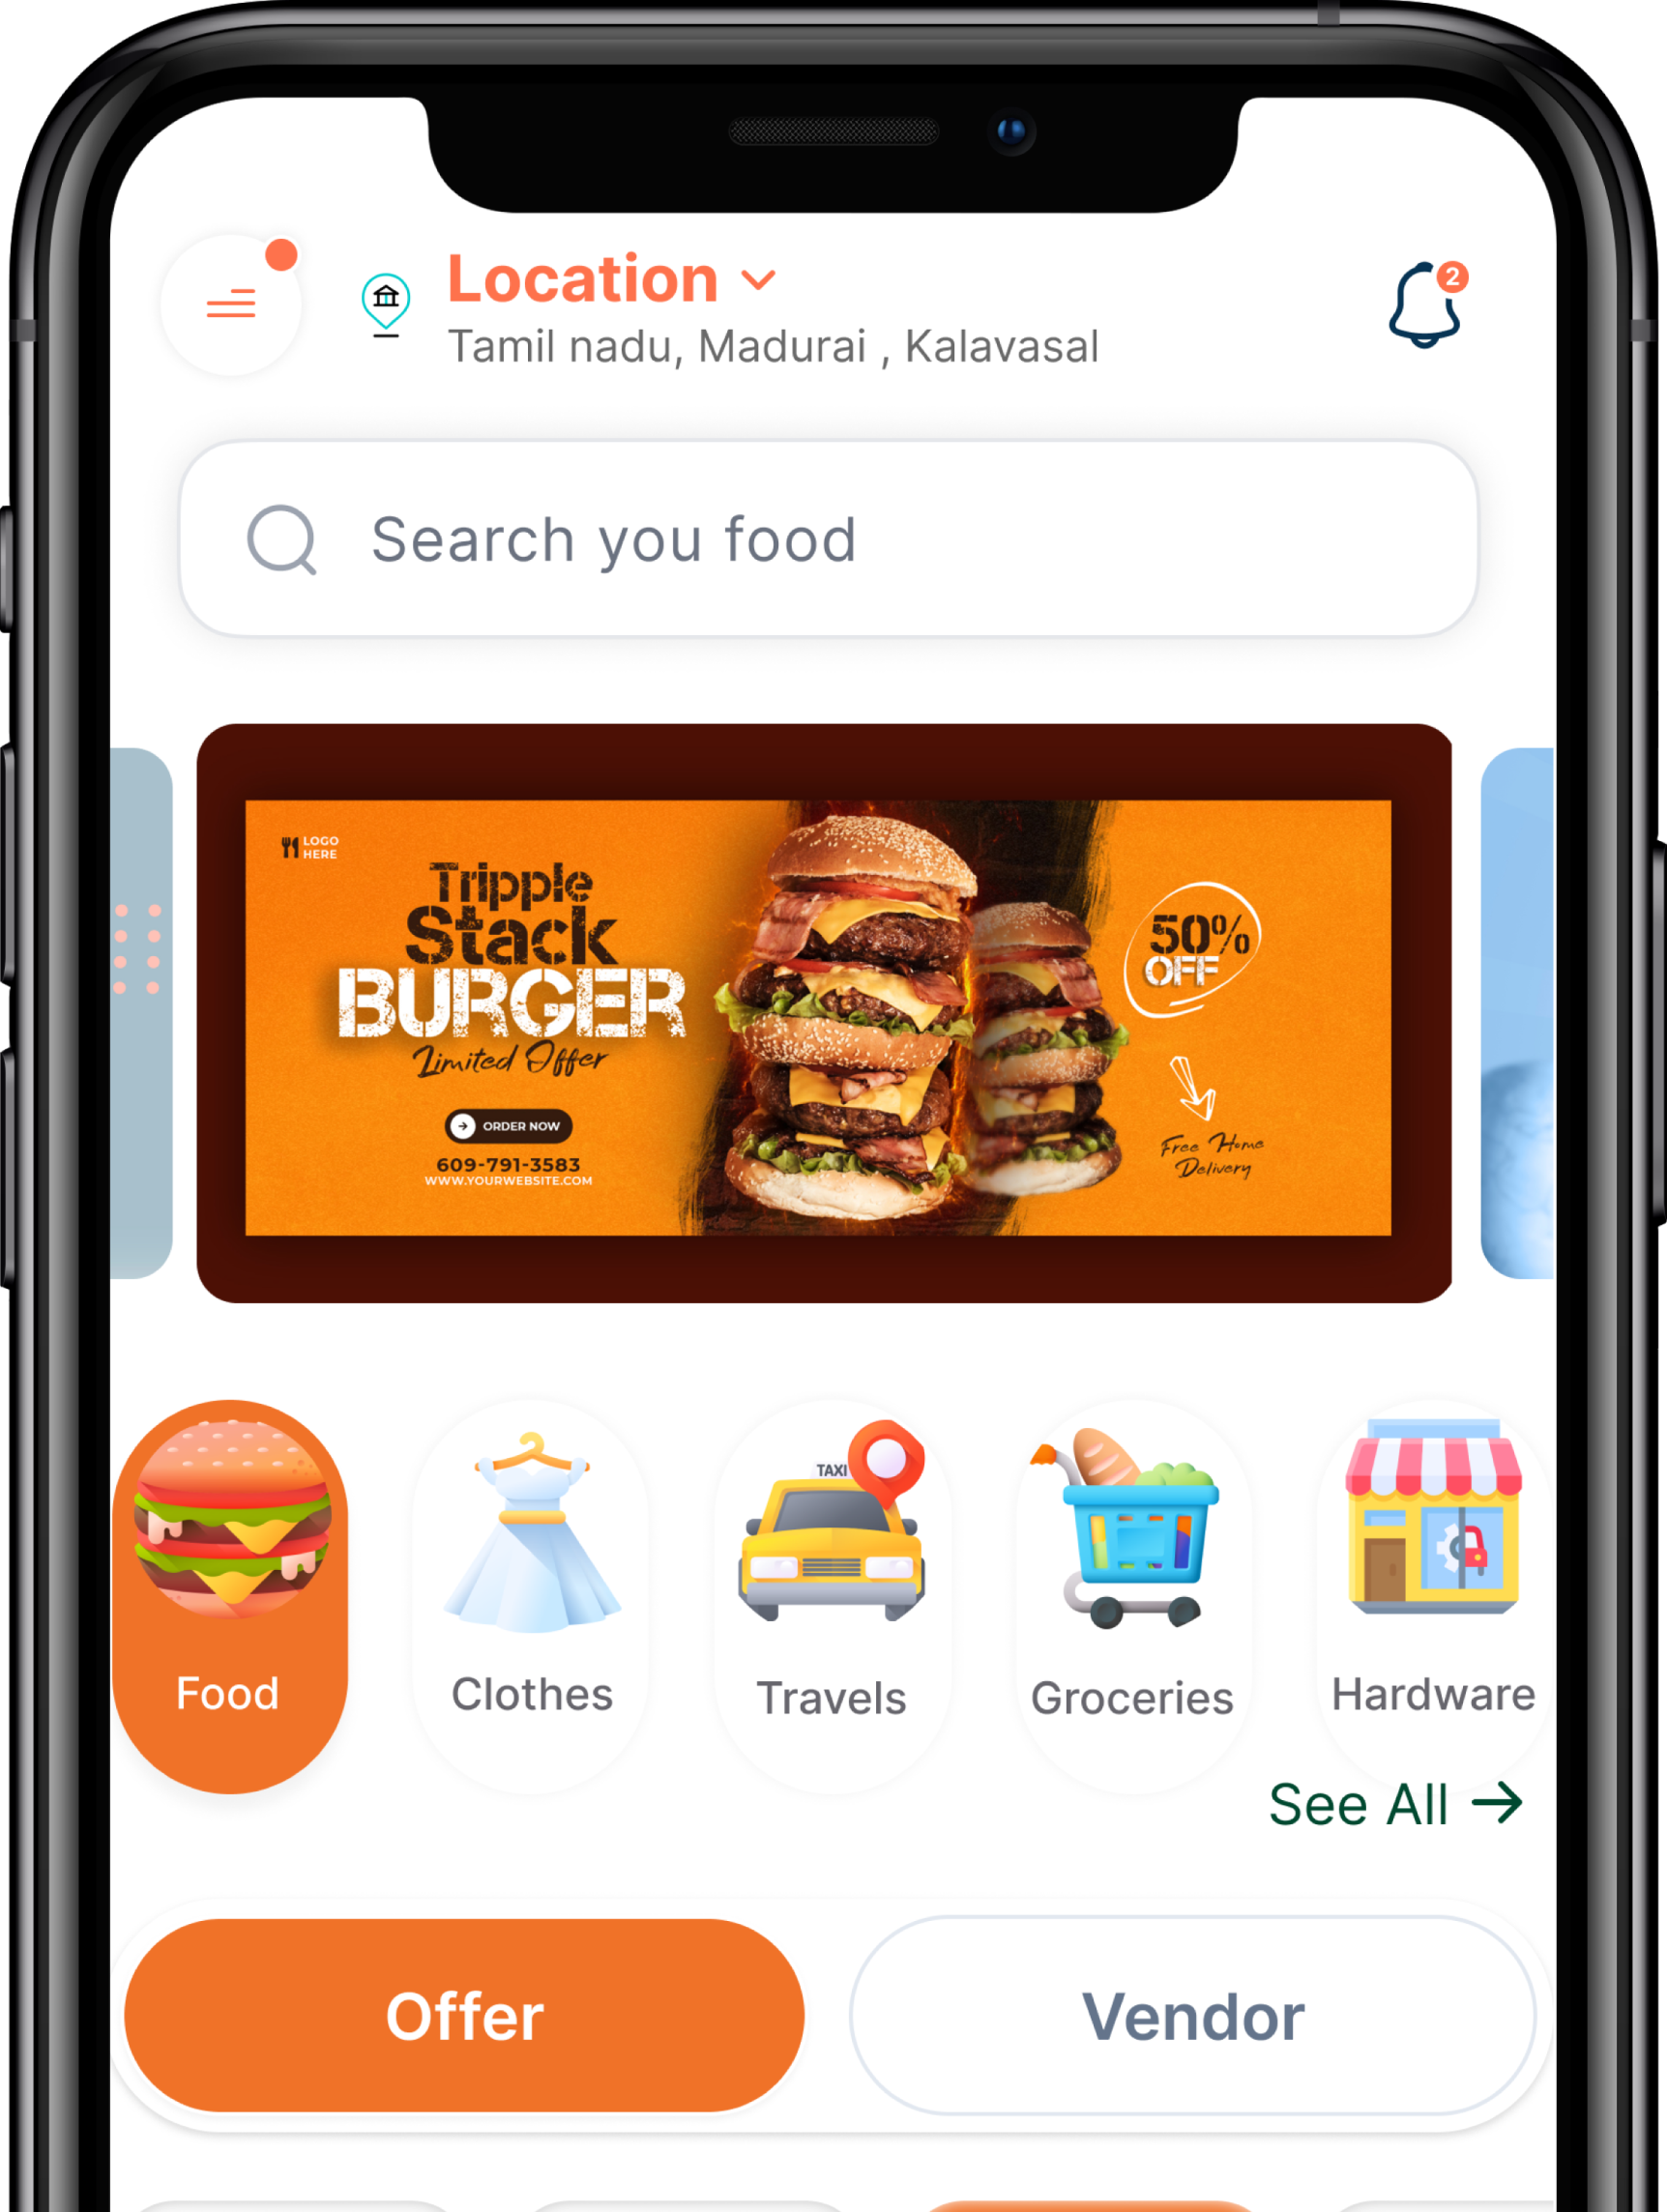 Location
2
Tamil nadu, Madurai , Kalavasal
Search you food
LOGO
HERE
Tripple
Stack
BURGER
Limited Offer
ORDER NOW
609-791-3583
WWW.YOURWEBSITE.COM
50%
OFF
Free Home
Delivery
TAXI
Food
Clothes
Travels
Groceries
Hardware
See All
Offer
Vendor